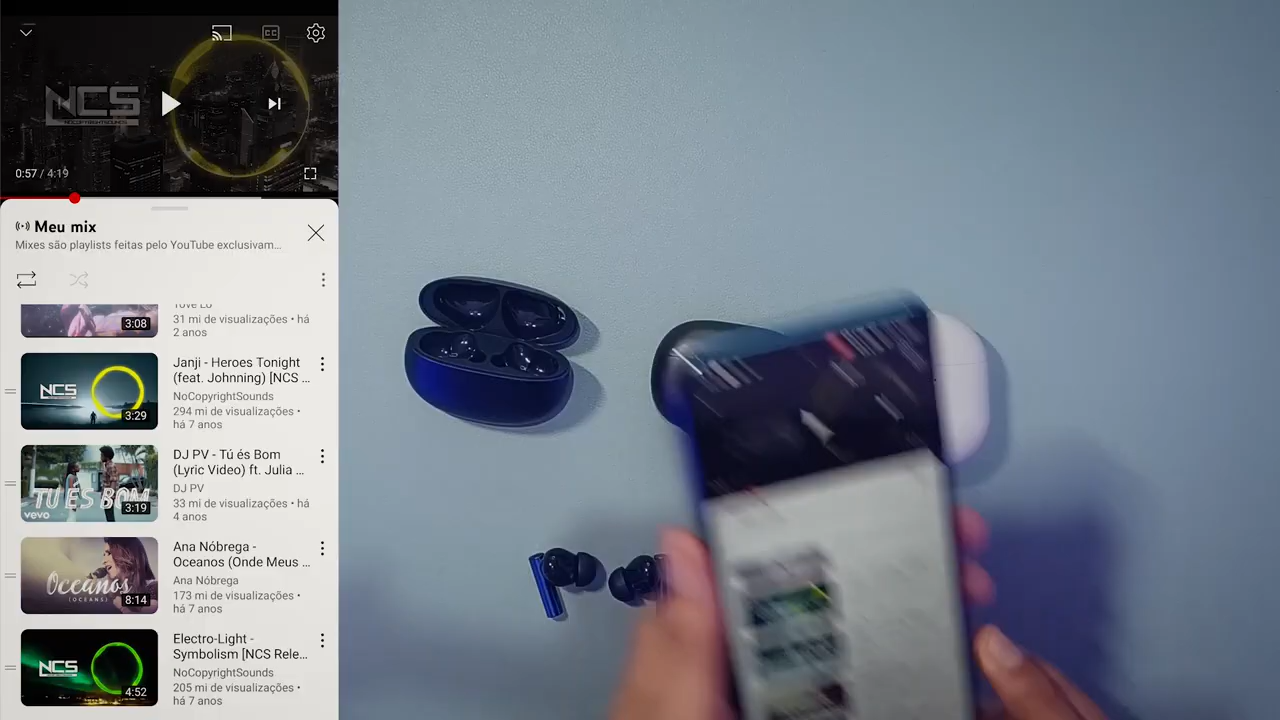 CC
NCS
NOCOPYRIGHTSOUNDS
0:57 / 4:19
Meu mix
Mixes são playlists feitas pelo YouTube exclusivam...
3:08
Tove Lo
31 mi de visualizações • há
2 anos
NCS
3:29
Janji - Heroes Tonight
(feat. Johnning) [NCS ...
NoCopyrightSounds
294 mi de visualizações •
há 7 anos
TU ÉS BOM
vevo
3:19
DJ PV - Tú és Bom
(Lyric Video) ft. Julia ...
DJ PV
33 mi de visualizações • há
4 anos
Oceanos
(OCEANS)
8:14
Ana Nóbrega -
Oceanos (Onde Meus ...
Ana Nóbrega
173 mi de visualizações •
há 7 anos
NCS
4:52
Electro-Light -
Symbolism [NCS Rele...
NoCopyrightSounds
205 mi de visualizações •
há 7 anos